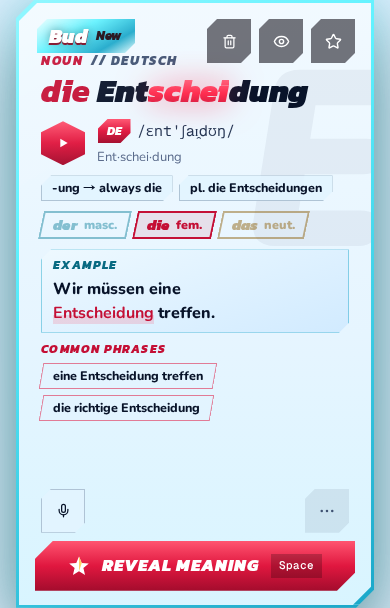 Bud New
NOUN // DEUTSCH
die Entscheidung
DE /ɛntˈʃaɪ̯dʊŋ/
Ent·schei·dung
-ung → always die pl. die Entscheidungen
der masc. die fem. das neut.
EXAMPLE
Wir müssen eine
Entscheidung treffen.
COMMON PHRASES
eine Entscheidung treffen
die richtige Entscheidung
REVEAL MEANING Space